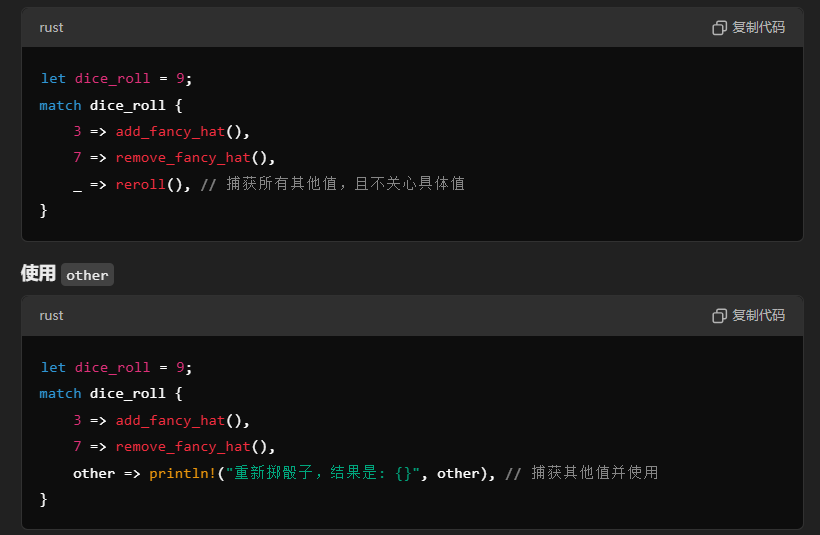 rust 复制代码
let dice_roll = 9;
match dice_roll {
    3 => add_fancy_hat(),
    7 => remove_fancy_hat(),
    _ => reroll(), // 捕获所有其他值，且不关心具体值
}
使用 other
rust 复制代码
let dice_roll = 9;
match dice_roll {
    3 => add_fancy_hat(),
    7 => remove_fancy_hat(),
    other => println!("重新掷骰子，结果是: {}", other), // 捕获其他值并使用
}